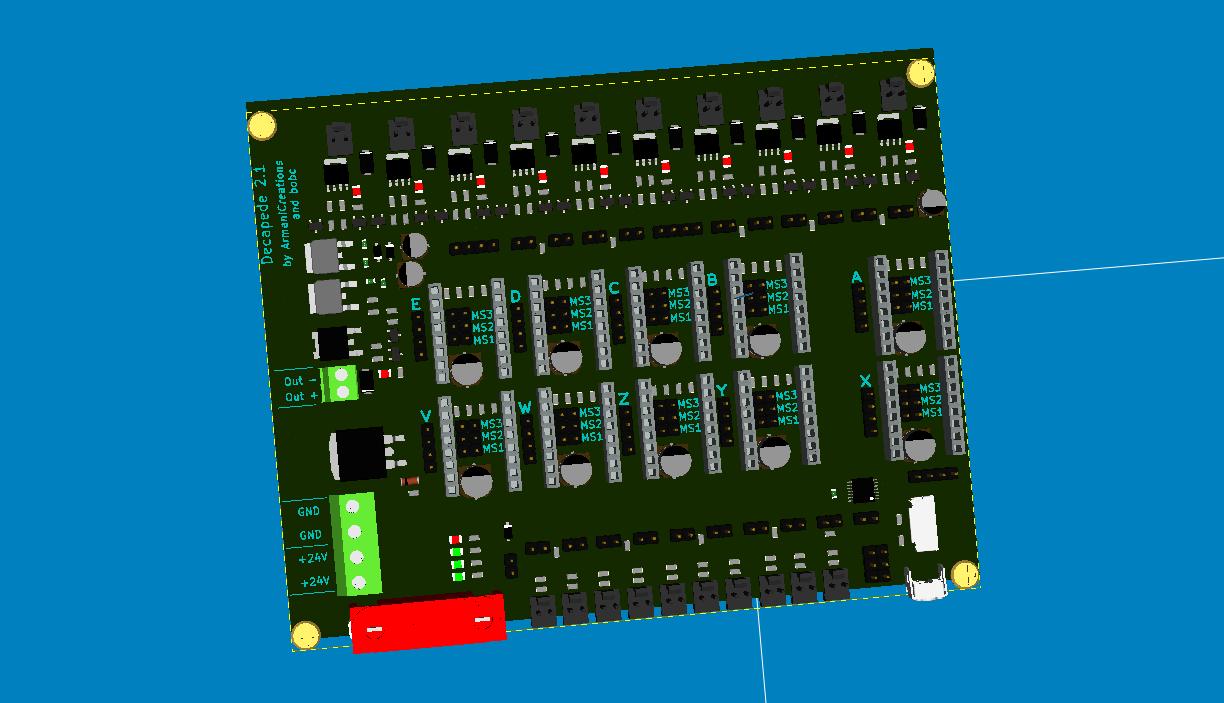 Decapede 2.1
by ArmaniCreations
and bobc
E
D
C
B
A
MS3
MS2
MS1
MS3
MS2
MS1
MS3
MS2
MS1
MS3
MS2
MS1
MS3
MS2
MS1
Out -
Out +
V
W
Z
Y
X
MS3
MS2
MS1
MS3
MS2
MS1
MS3
MS2
MS1
MS3
MS2
MS1
MS3
MS2
MS1
GND
GND
+24V
+24V